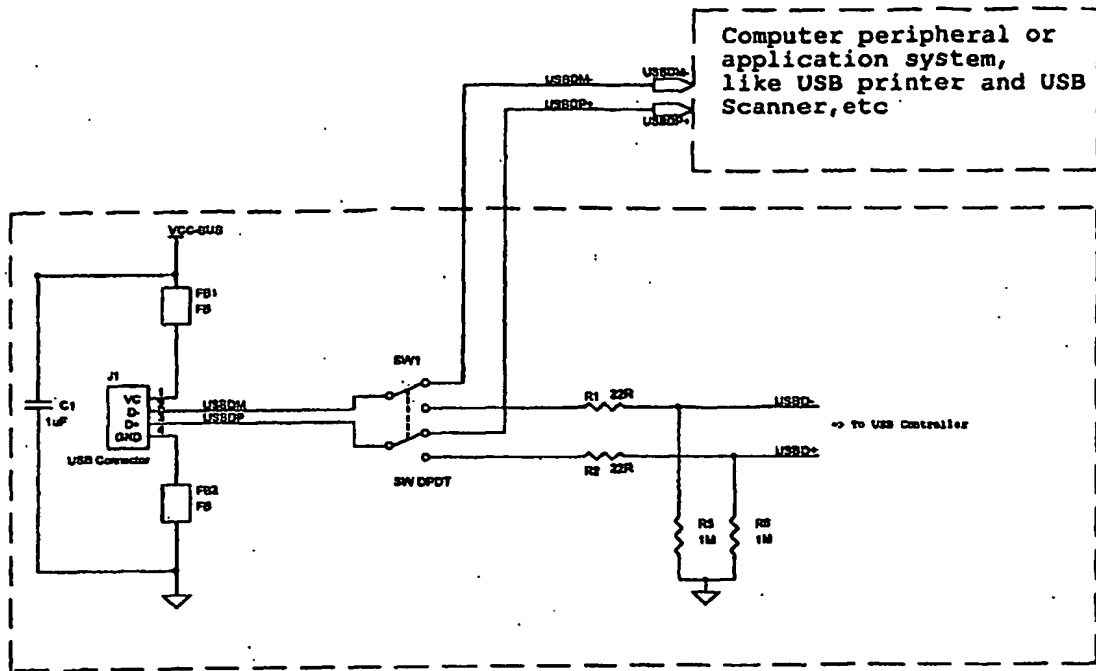 Computer peripheral or
application system,
like USB printer and USB
Scanner,etc
USBDM-
USBDM-
USBDP+
USBDP+
VCC-BUS
FB1
FB
J1
VC 1
D- 2
D+ 3
GND 4
USB Connector
C1
1uF
USBDM
USBDP
FB2
FB
SW1
SW DPDT
R1 22R
R2 22R
USBD-
=> To USB Controller
USBD+
R5
1M
R6
1M